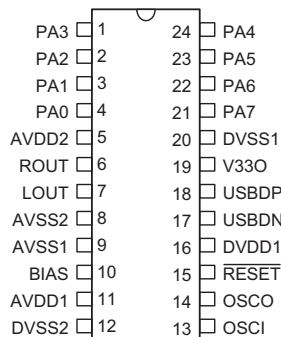 PA3 1 24 PA4
PA2 2 23 PA5
PA1 3 22 PA6
PA0 4 21 PA7
AVDD2 5 20 DVSS1
ROUT 6 19 V33O
LOUT 7 18 USBDP
AVSS2 8 17 USBDN
AVSS1 9 16 DVDD1
BIAS 10 15 RESET
AVDD1 11 14 OSCO
DVSS2 12 13 OSCI